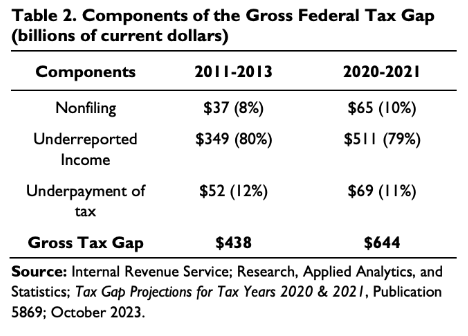 Table 2. Components of the Gross Federal Tax Gap
(billions of current dollars)
Components 2011-2013 2020-2021
Nonfiling $37 (8%) $65 (10%)
Underreported $349 (80%) $511 (79%)
Income
Underpayment of $52 (12%) $69 (11%)
tax
Gross Tax Gap $438 $644
Source: Internal Revenue Service; Research, Applied Analytics, and
Statistics; Tax Gap Projections for Tax Years 2020 & 2021, Publication
5869; October 2023.